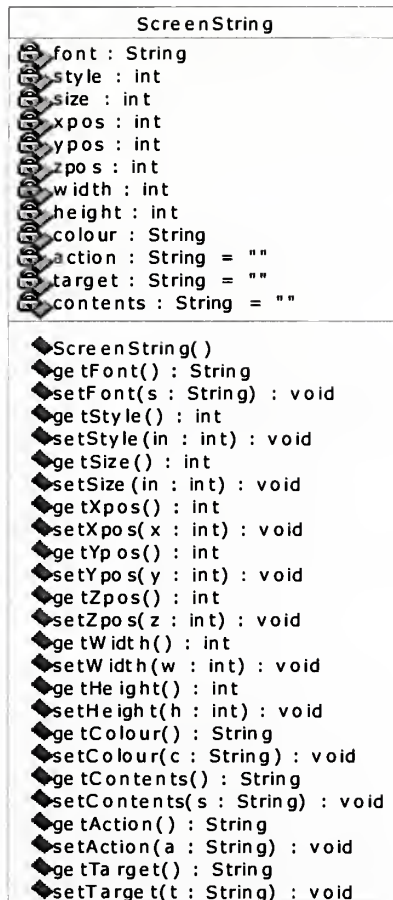 ScreenString
font : String
style : int
size : int
xpos : int
ypos : int
zpos : int
width : int
height : int
colour : String
action : String = ""
target : String = ""
contents : String = ""
ScreenString()
getFont() : String
setFont(s : String) : void
getStyle() : int
setStyle(in : int) : void
getSize() : int
setSize(in : int) : void
getXpos() : int
setXpos(x : int) : void
getYpos() : int
setYpos(y : int) : void
getZpos() : int
setZpos(z : int) : void
getWidth() : int
setWidth(w : int) : void
getHeight() : int
setHeight(h : int) : void
getColour() : String
setColour(c : String) : void
getContents() : String
setContents(s : String) : void
getAction() : String
setAction(a : String) : void
getTarget() : String
setTarget(t : String) : void